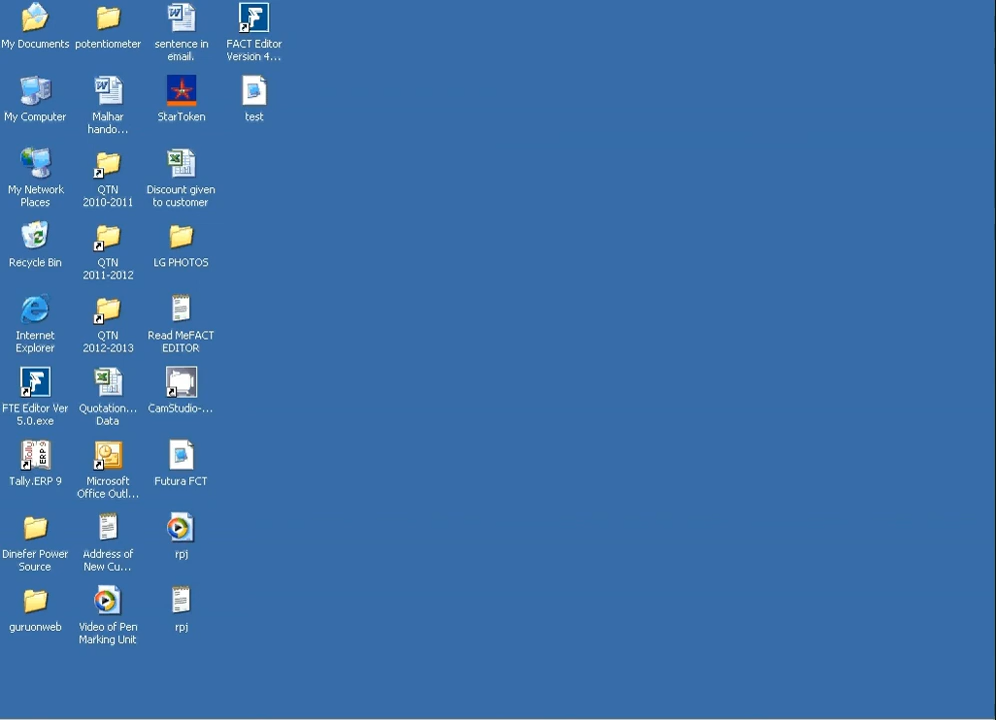 My Documents
potentiometer
sentence in
email.
FACT Editor
Version 4...
My Computer
Malhar
hando...
StarToken
test
My Network
Places
QTN
2010-2011
Discount given
to customer
Recycle Bin
QTN
2011-2012
LG PHOTOS
Internet
Explorer
QTN
2012-2013
Read MeFACT
EDITOR
FTE Editor Ver
5.0.exe
Quotation...
Data
CamStudio-...
Tally.ERP 9
Microsoft
Office Outl...
Futura FCT
Dinefer Power
Source
Address of
New Cu...
rpj
guruonweb
Video of Pen
Marking Unit
rpj